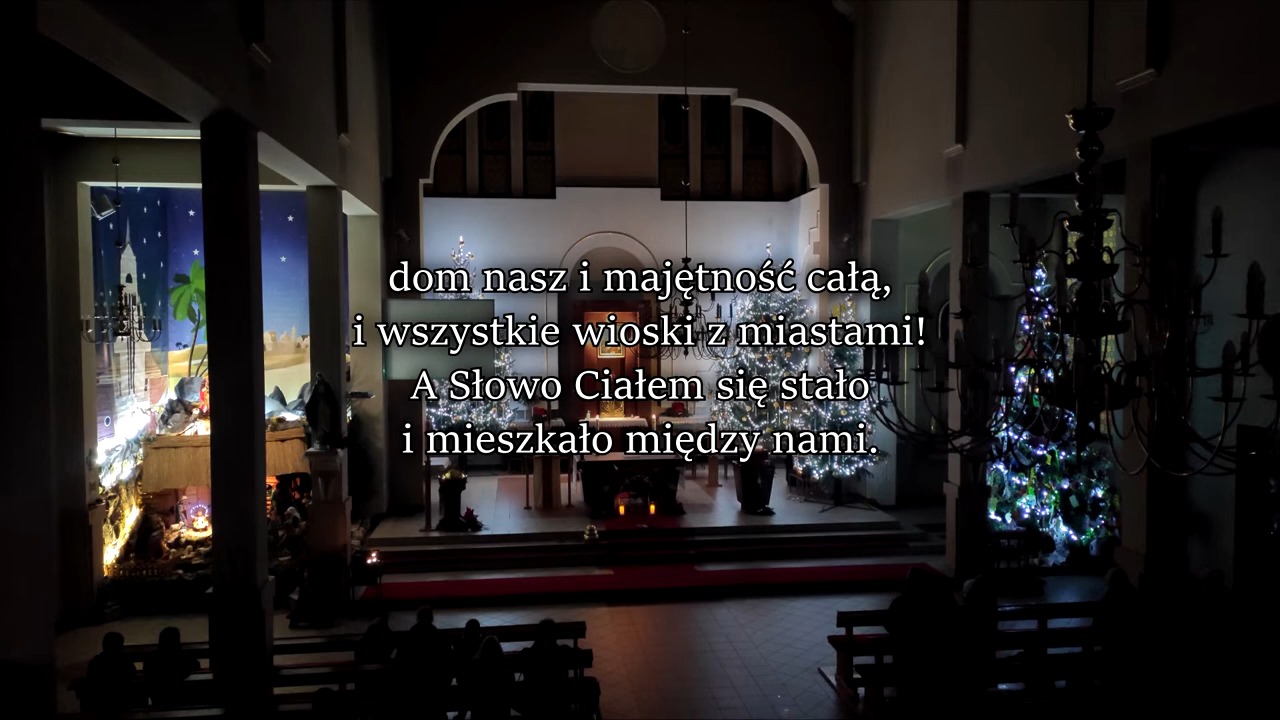 dom nasz i majętność całą,
i wszystkie wioski z miastami!
A Słowo Ciałem się stało
i mieszkało między nami.